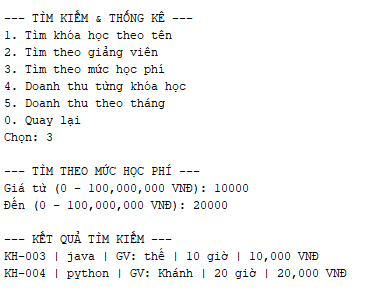 --- TÌM KIẾM & THỐNG KÊ ---
1. Tìm khóa học theo tên
2. Tìm theo giảng viên
3. Tìm theo mức học phí
4. Doanh thu từng khóa học
5. Doanh thu theo tháng
0. Quay lại
Chọn: 3
--- TÌM THEO MỨC HỌC PHÍ ---
Giá từ (0 - 100,000,000 VNĐ): 10000
Đến (0 - 100,000,000 VNĐ): 20000
--- KẾT QUẢ TÌM KIẾM ---
KH-003 | java | GV: thế | 10 giờ | 10,000 VNĐ
KH-004 | python | GV: Khánh | 20 giờ | 20,000 VNĐ